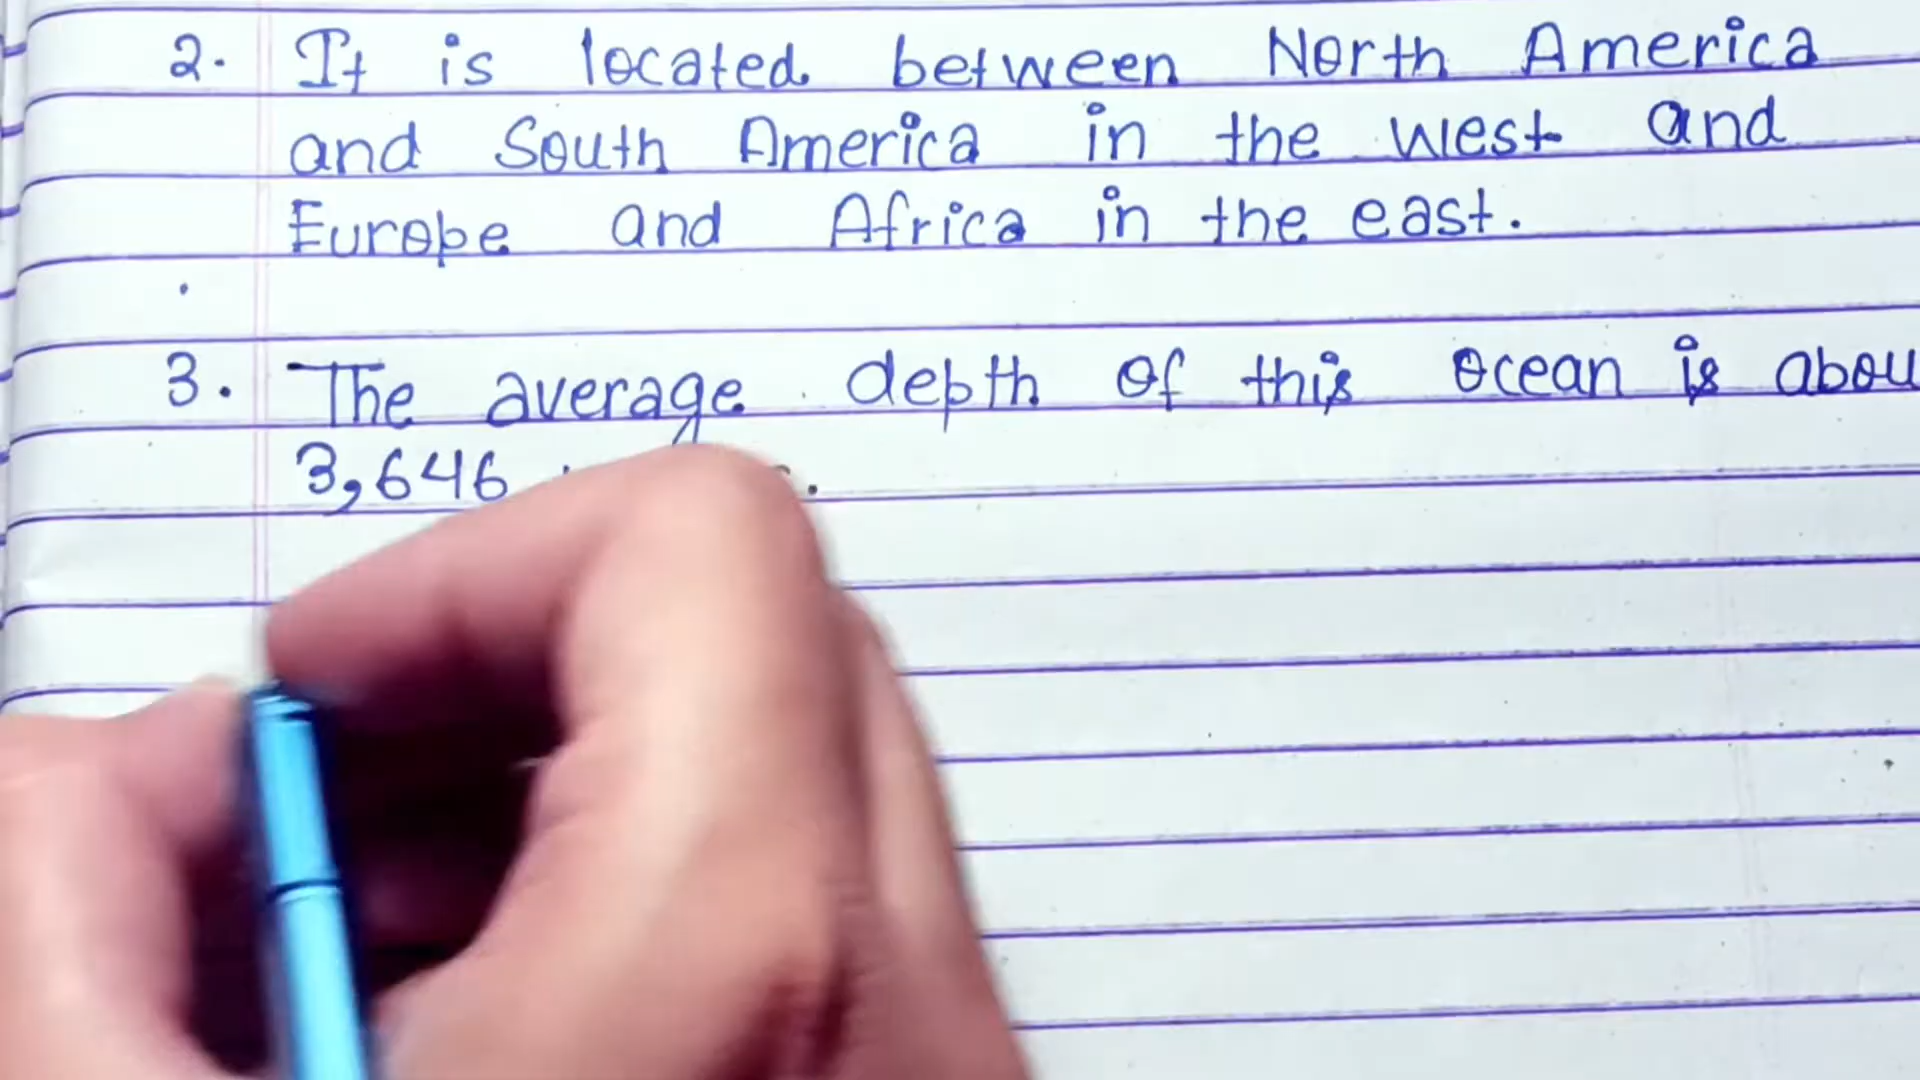 2. It is located between North America
and South America in the west and
Europe and Africa in the east.
3. The average depth of this ocean is abou
3,646